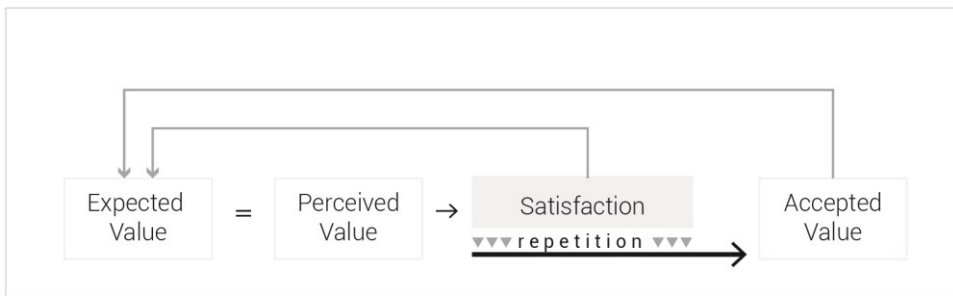 Expected
Value
=
Perceived
Value
→
Satisfaction
▼▼▼ repetition ▼▼▼
Accepted
Value